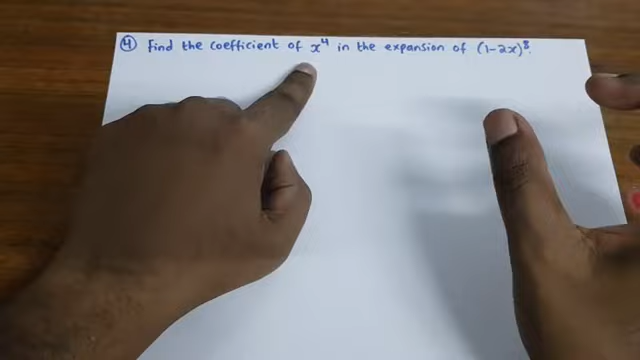 ④ Find the coefficient of x⁴ in the expansion of (1-2x)⁸.